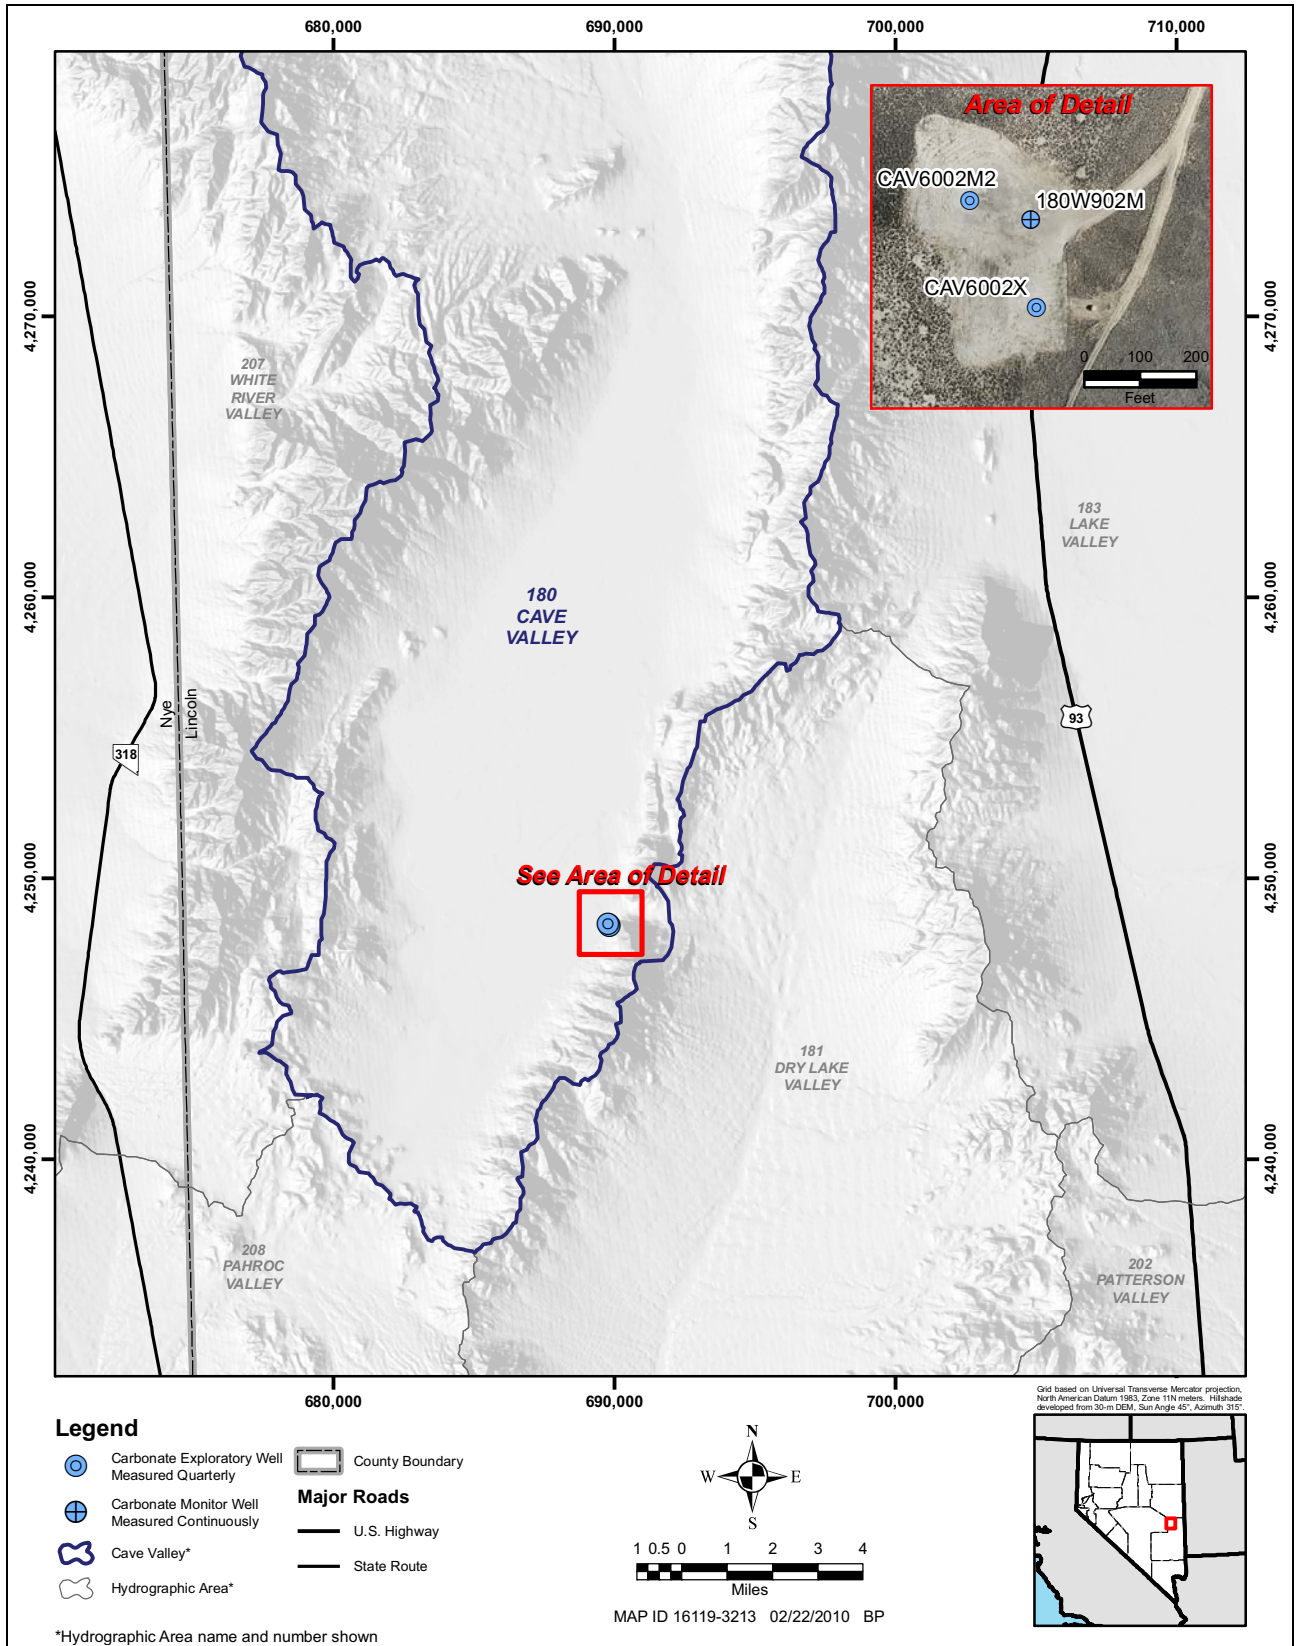 680,000
690,000
700,000
710,000
Area of Detail
CAV6002M2
180W902M
CAV6002X
0 100 200
Feet
4,270,000
4,270,000
207
WHITE
RIVER
VALLEY
183
LAKE
VALLEY
4,260,000
180
CAVE
VALLEY
4,260,000
Nye
Lincoln
318
93
See Area of Detail
4,250,000
4,250,000
181
DRY LAKE
VALLEY
4,240,000
4,240,000
208
PAHROC
VALLEY
202
PATTERSON
VALLEY
680,000
690,000
700,000
Grid based on Universal Transverse Mercator projection,
North American Datum 1983, Zone 11N meters. Hillshade
developed from 30-m DEM, Sun Angle 45°, Azimuth 315°.
Legend
Carbonate Exploratory Well
Measured Quarterly
Carbonate Monitor Well
Measured Continuously
Cave Valley*
Hydrographic Area*
County Boundary
Major Roads
U.S. Highway
State Route
N
W E
S
1 0.5 0 1 2 3 4
Miles
MAP ID 16119-3213 02/22/2010 BP
*Hydrographic Area name and number shown